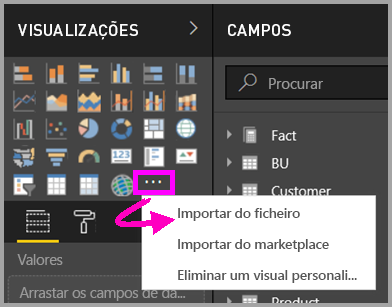 VISUALIZAÇÕES
CAMPOS
Procurar
123
Fact
BU
Customer
Importar do ficheiro
Importar do marketplace
Eliminar um visual personali...
Valores
Arrastar os campos de da...
Product